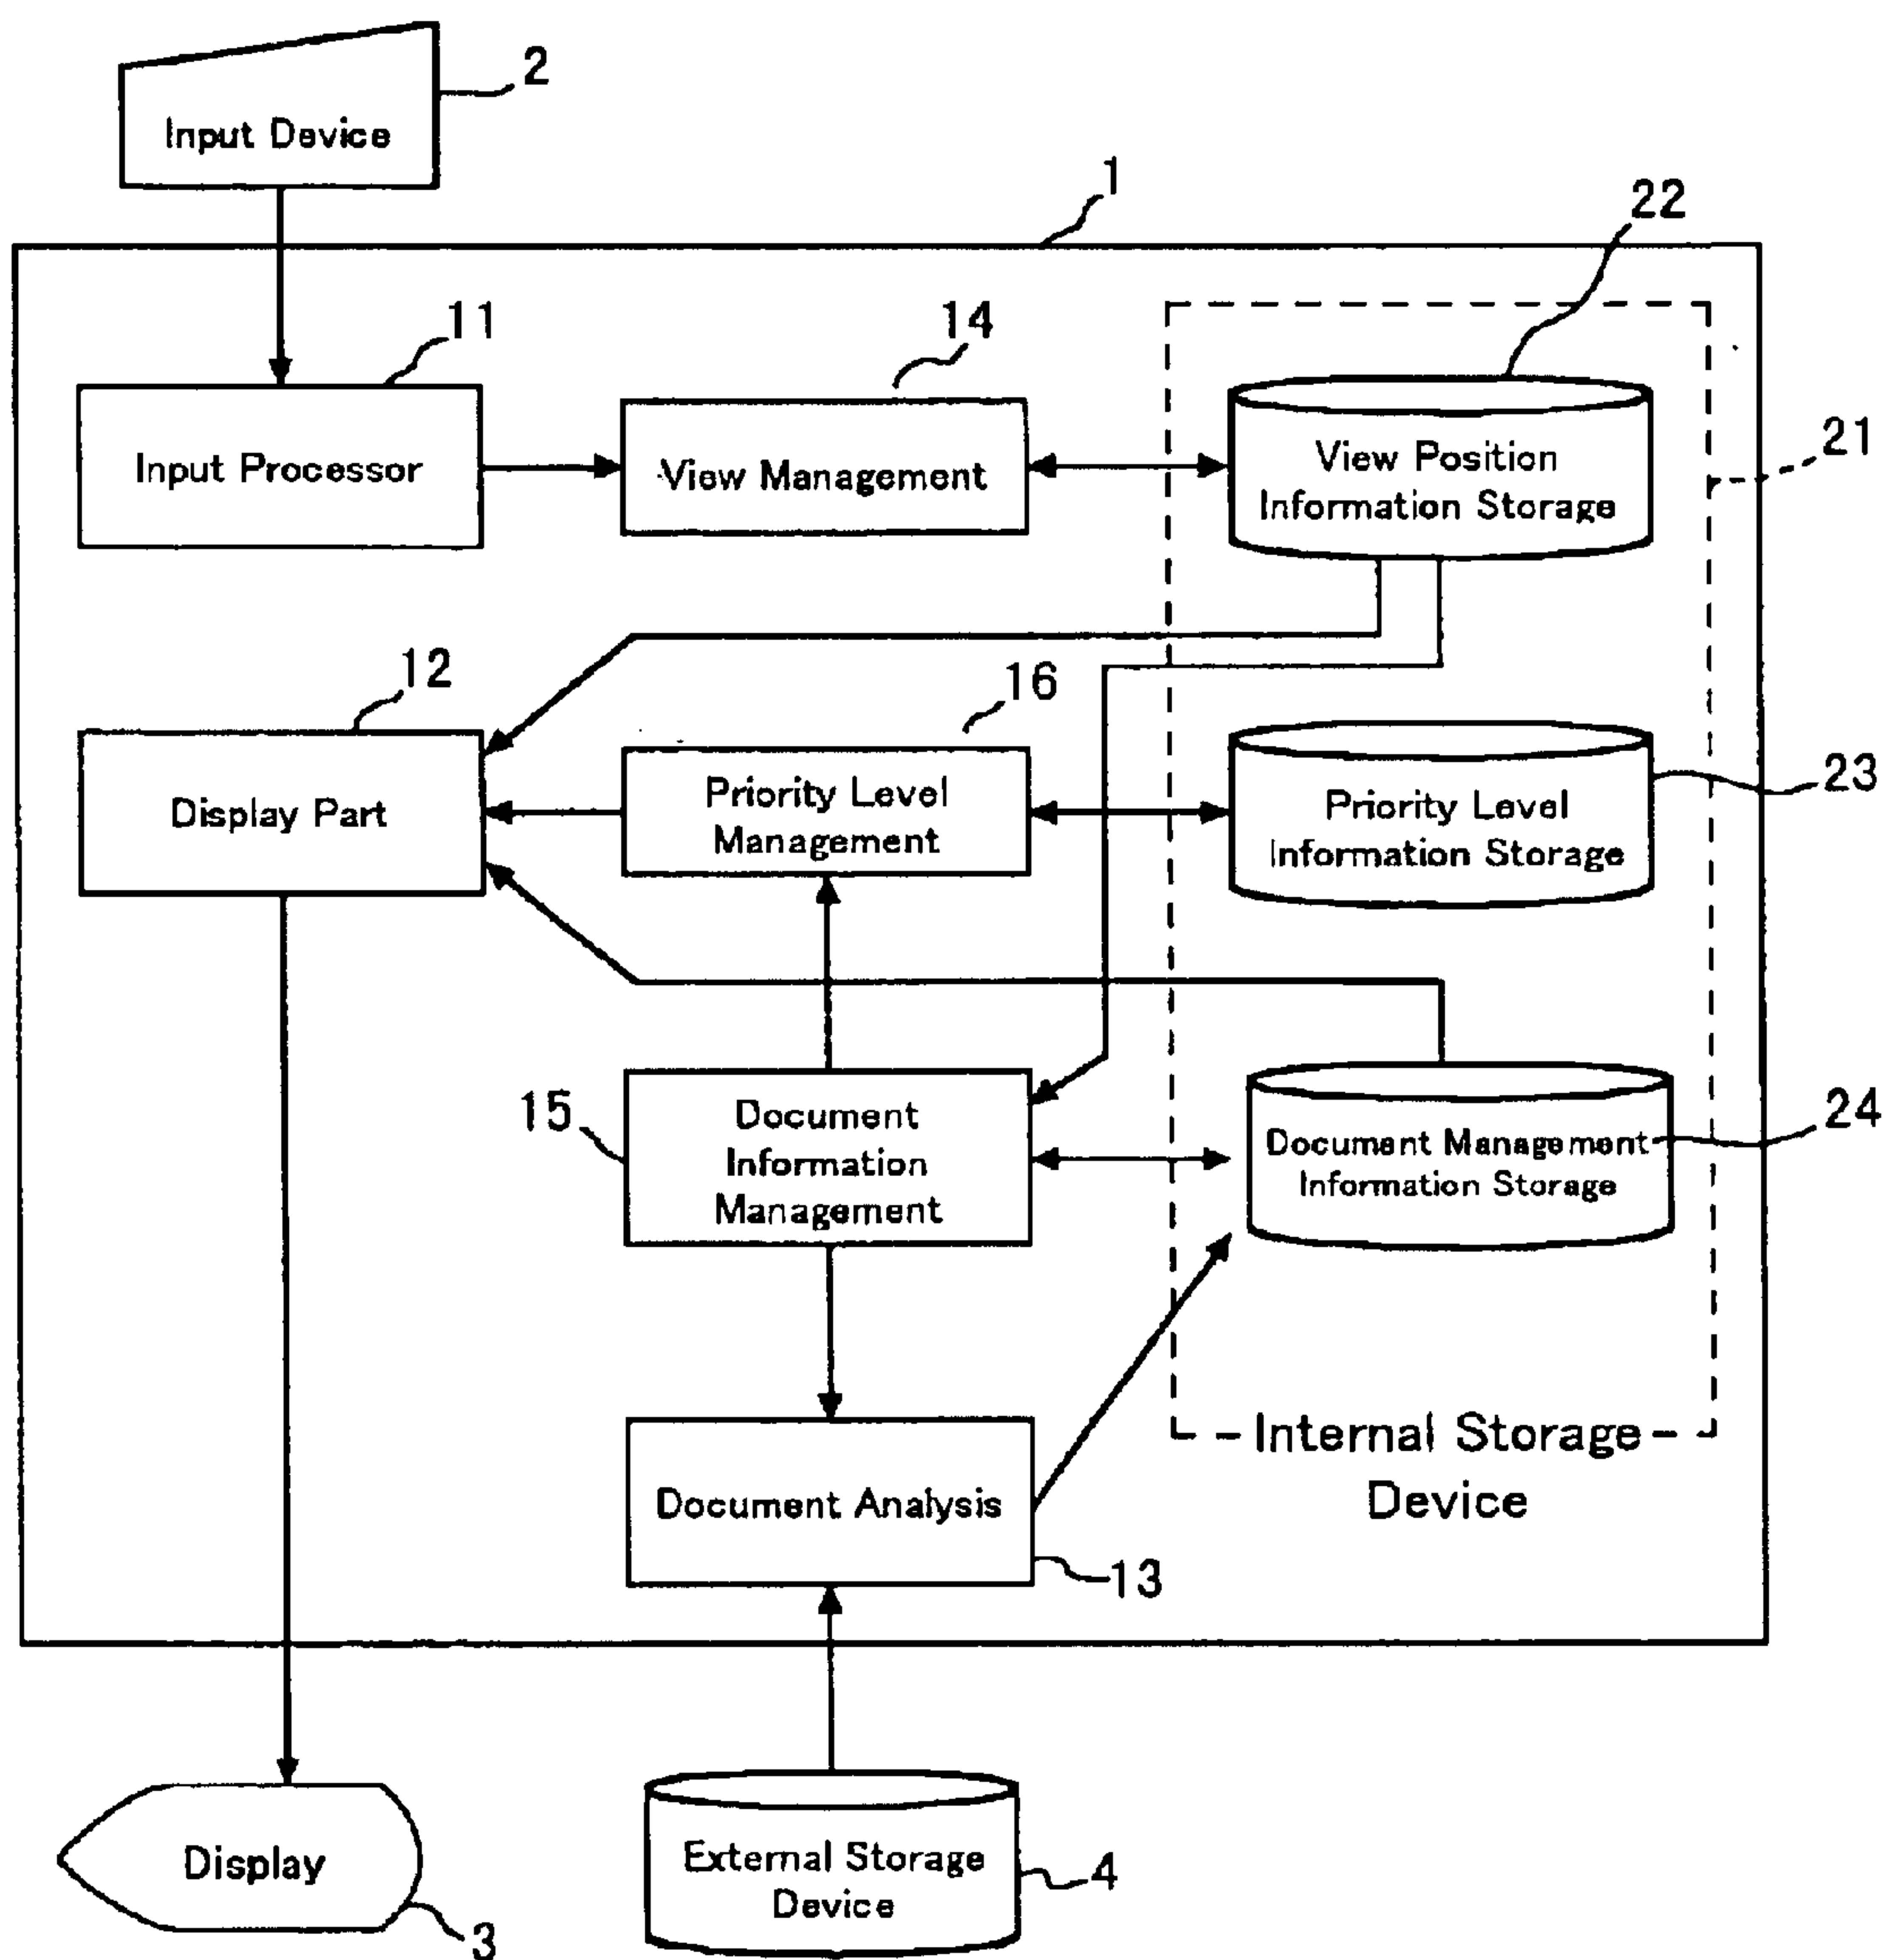 2
Input Device
1
22
11
14
Input Processor
View Management
View Position
Information Storage
21
12
16
Display Part
Priority Level
Management
23
Priority Level
Information Storage
15
Document
Information
Management
24
Document Management
Information Storage
Document Analysis
13
Internal Storage
Device
Display
3
External Storage
Device
4